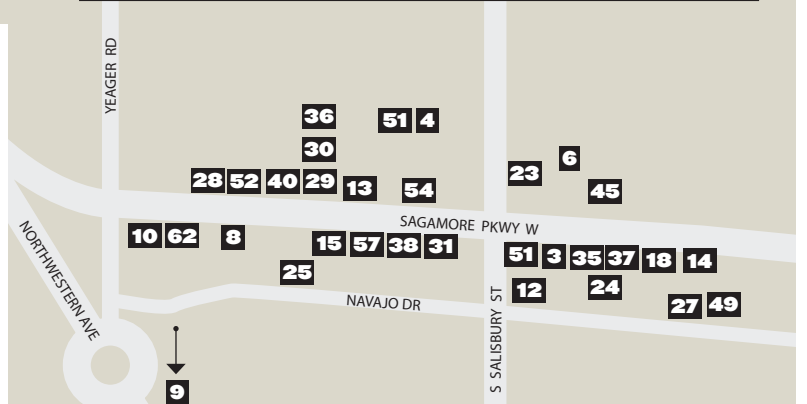 YEAGER RD
36
51 4
30
6
23
28 52 40 29 13 54
45
SAGAMORE PKWY W
10 62 8
15 57 38 31
51 3 35 37 18 14
25
12 24
NAVAJO DR
27 49
NORTHWESTERN AVE
S SALISBURY ST
9